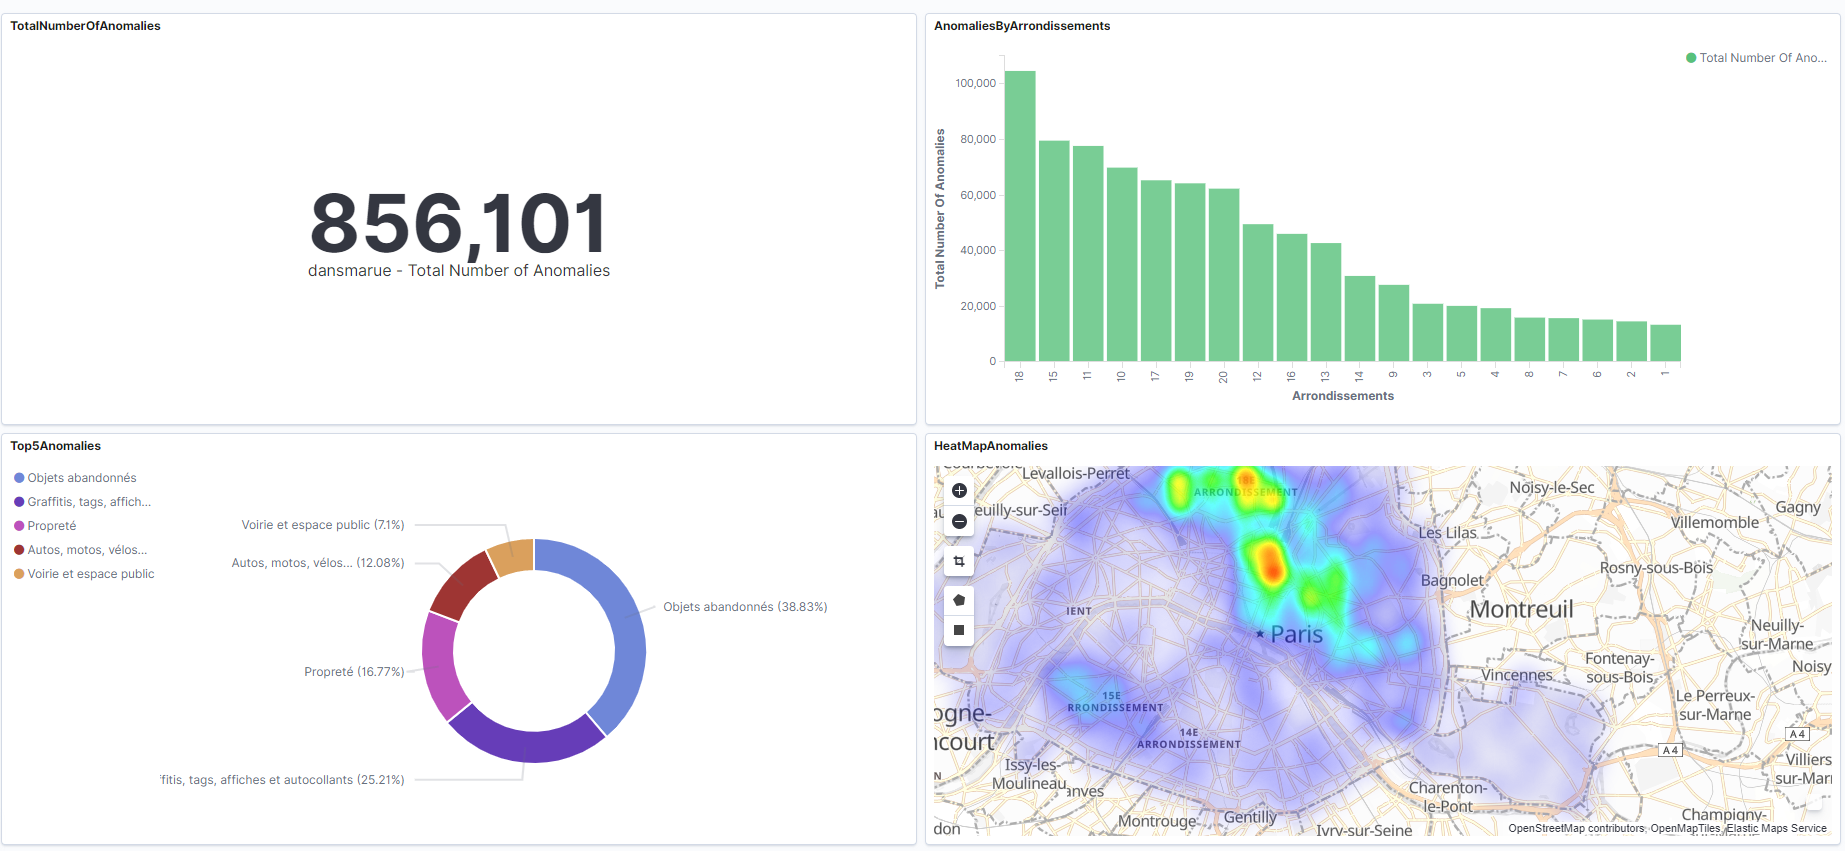 TotalNumberOfAnomalies
856,101
dansmarue - Total Number of Anomalies
AnomaliesByArrondissements
Total Number Of Ano...
Total Number Of Anomalies
100,000
80,000
60,000
40,000
20,000
0
18 15 11 10 17 19 20 12 16 13 14 9 3 5 4 8 7 6 2 1
Arrondissements
Top5Anomalies
Objets abandonnés
Graffitis, tags, affich...
Propreté
Autos, motos, vélos...
Voirie et espace public
Voirie et espace public (7.1%)
Autos, motos, vélos... (12.08%)
Objets abandonnés (38.83%)
Propreté (16.77%)
fitis, tags, affiches et autocollants (25.21%)
HeatMapAnomalies
Courbevoie
Levallois-Perret
ARRONDISSEMENT
Noisy-le-Sec
Gagny
euilly-sur-Sei
Villemomble
Les Lilas
Rosny-sous-Bois
Bagnolet
IENT
Montreuil
Paris
Neuilly-
sur-Marne
Fontenay-
sous-Bois
Noisy
Vincennes
15E
RRONDISSEMENT
Le Perreux-
sur-Marne
ogne-
ncourt
14E
ARRONDISSEMENT
A4
A4
Issy-les-
Moulineau
anves
Villiers
sur-Mar
N
Charenton-
le-Pont
Montrouge
Gentilly
Ivry-sur-Seine
Champigny-
sur-Marne
don
OpenStreetMap contributors, OpenMapTiles, Elastic Maps Service